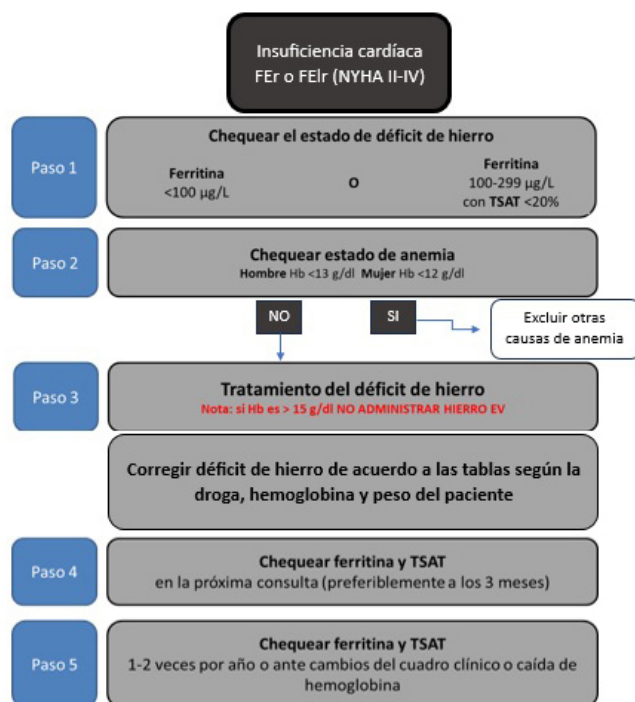 Insuficiencia cardíaca
FEr o FElr (NYHA II-IV)
Paso 1
Chequear el estado de déficit de hierro
Ferritina
<100 µg/L
O
Ferritina
100-299 µg/L
con TSAT <20%
Paso 2
Chequear estado de anemia
Hombre Hb <13 g/dl Mujer Hb <12 g/dl
NO
SI
Excluir otras
causas de anemia
Paso 3
Tratamiento del déficit de hierro
Nota: si Hb es > 15 g/dl NO ADMINISTRAR HIERRO EV
Corregir déficit de hierro de acuerdo a las tablas según la
droga, hemoglobina y peso del paciente
Paso 4
Chequear ferritina y TSAT
en la próxima consulta (preferiblemente a los 3 meses)
Paso 5
Chequear ferritina y TSAT
1-2 veces por año o ante cambios del cuadro clínico o caída de
hemoglobina